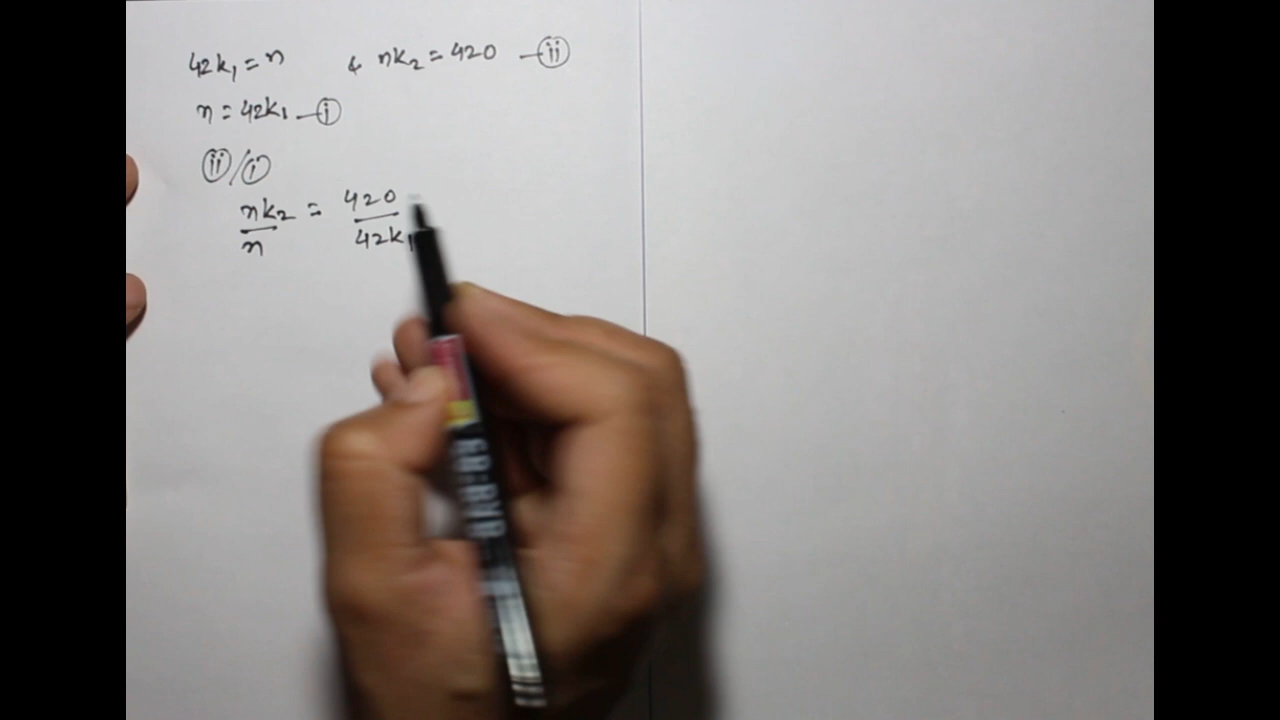 42k₁ = n & nk₂ = 420 —ⓘⓘ
n = 42k₁ —ⓘ
ⓘⓘ/ⓘ
nk₂/n = 420/42k₁